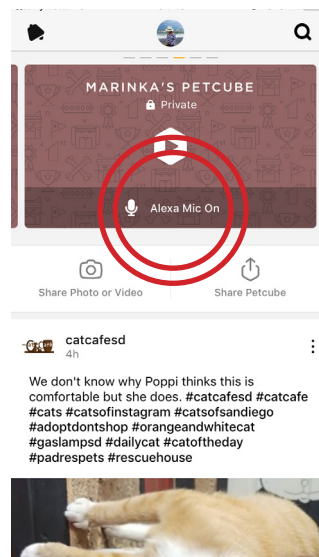 MARINKA'S PETCUBE
Private
Alexa Mic On
Share Photo or Video
Share Petcube
catcafesd
4h
We don't know why Poppi thinks this is
comfortable but she does. #catcafesd #catcafe
#cats #catsofinstagram #catsofsandiego
#adoptdontshop #orangeandwhitecat
#gaslampsd #dailycat #catoftheday
#padrespets #rescuehouse